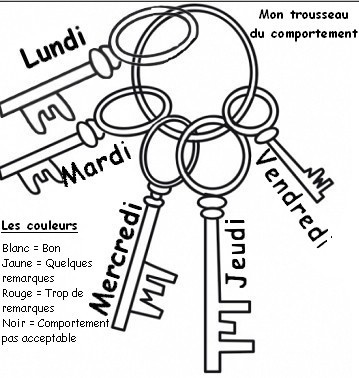 Mon trousseau
du comportement
Lundi
Mardi
Mercredi
Jeudi
Vendredi
Les couleurs
Blanc = Bon
Jaune = Quelques
remarques
Rouge = Trop de
remarques
Noir = Comportement
pas acceptable